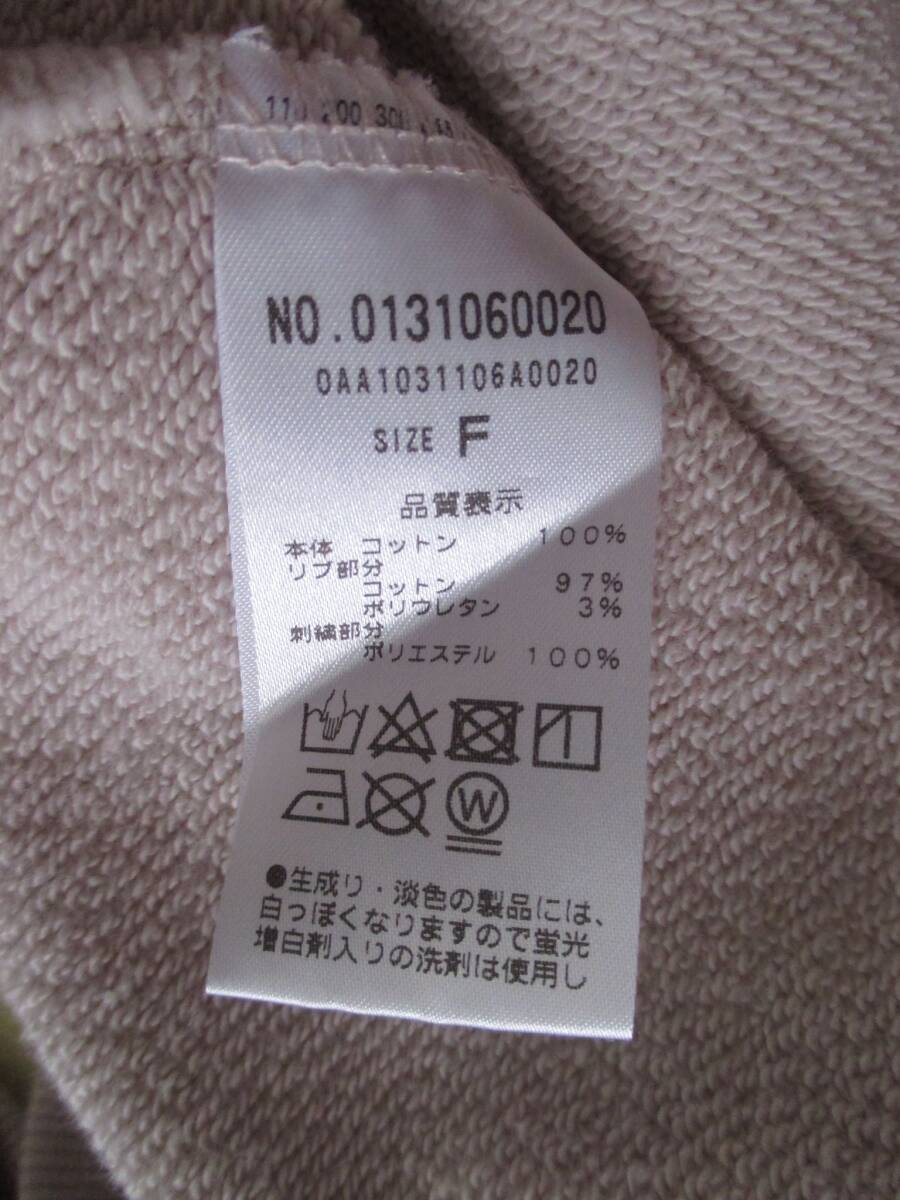 NO.0131060020
0AA1031106A0020
SIZE F
品質表示
本体 コットン 100%
リブ部分
コットン 97%
ポリウレタン 3%
刺繍部分
ポリエステル 100%
W
●生成り・淡色の製品には、
白っぽくなりますので蛍光
増白剤入りの洗剤は使用し